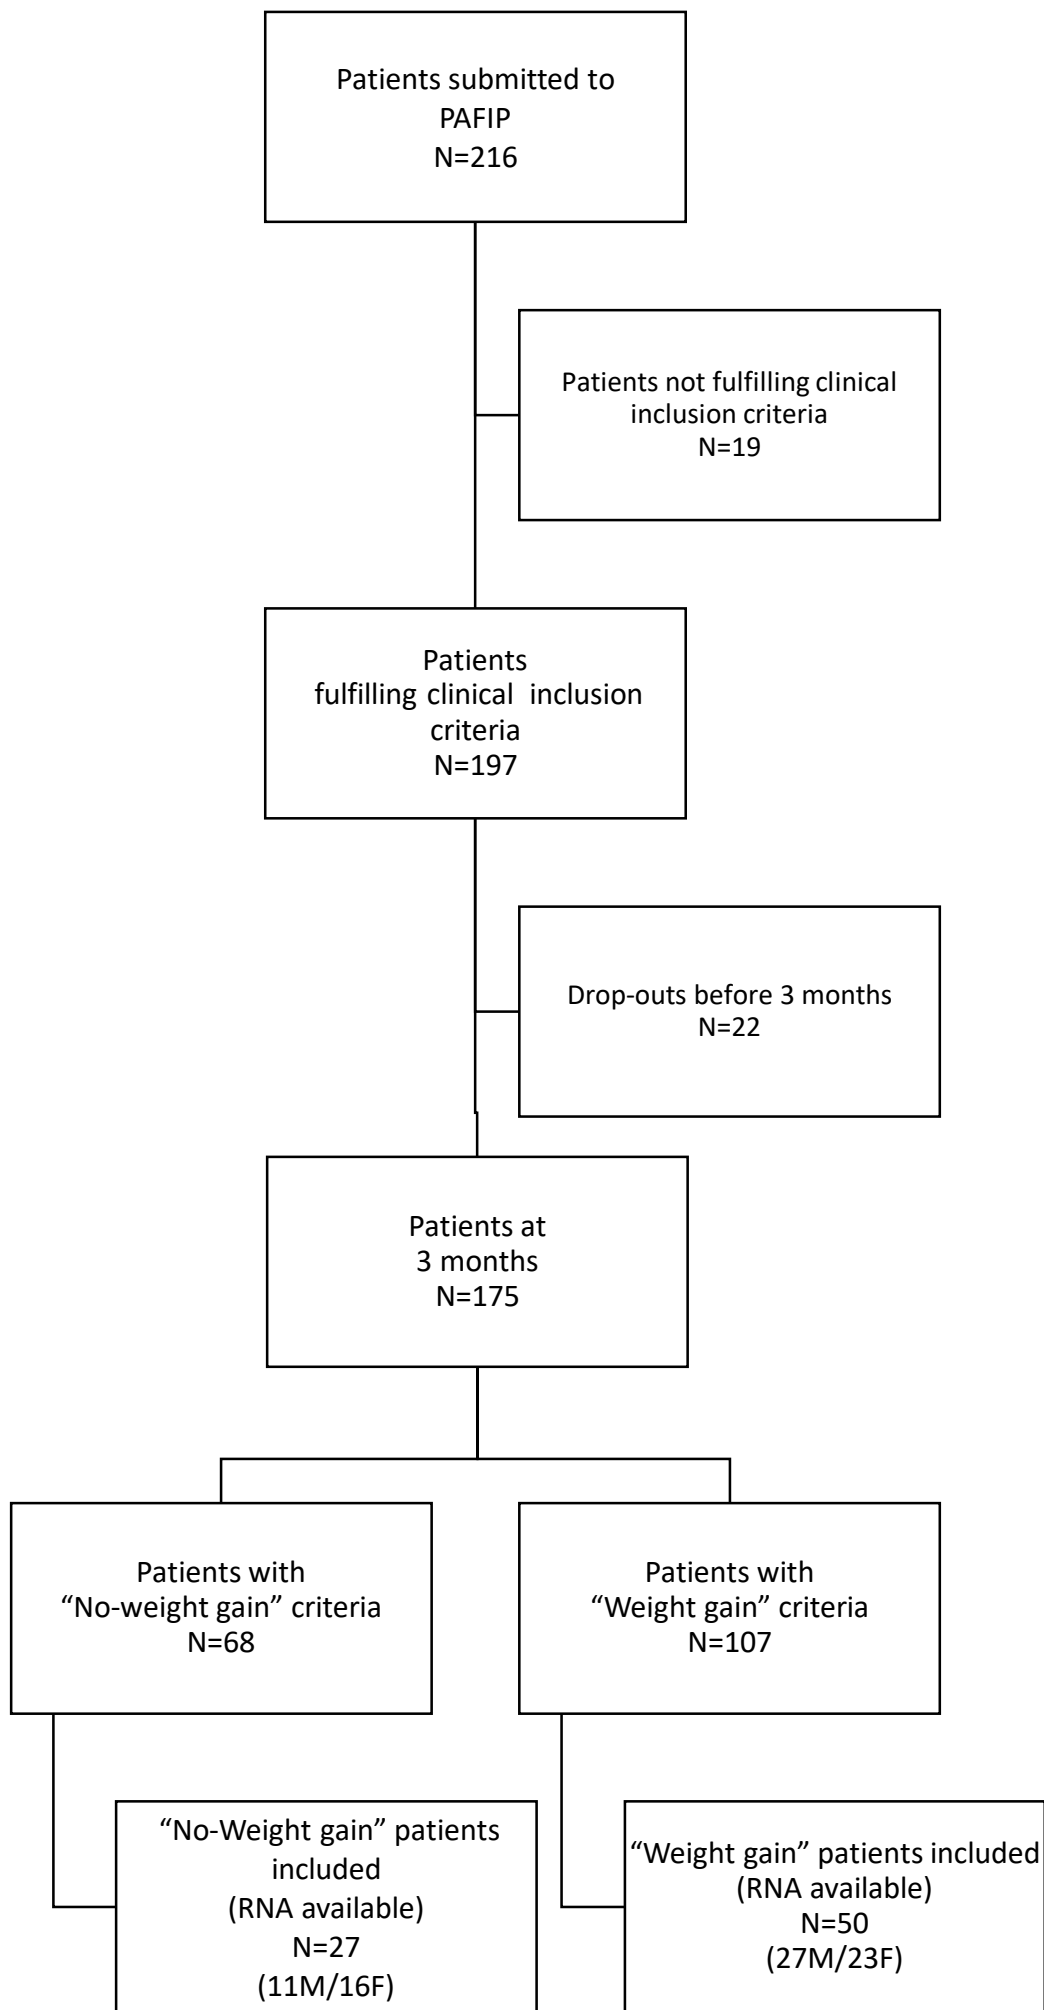 Patients submitted to
PAFIP
N=216
Patients not fulfilling clinical
inclusion criteria
N=19
Patients
fulfilling clinical inclusion
criteria
N=197
Drop-outs before 3 months
N=22
Patients at
3 months
N=175
Patients with
“No-weight gain” criteria
N=68
Patients with
“Weight gain” criteria
N=107
“No-Weight gain” patients
included
(RNA available)
N=27
(11M/16F)
“Weight gain” patients included
(RNA available)
N=50
(27M/23F)